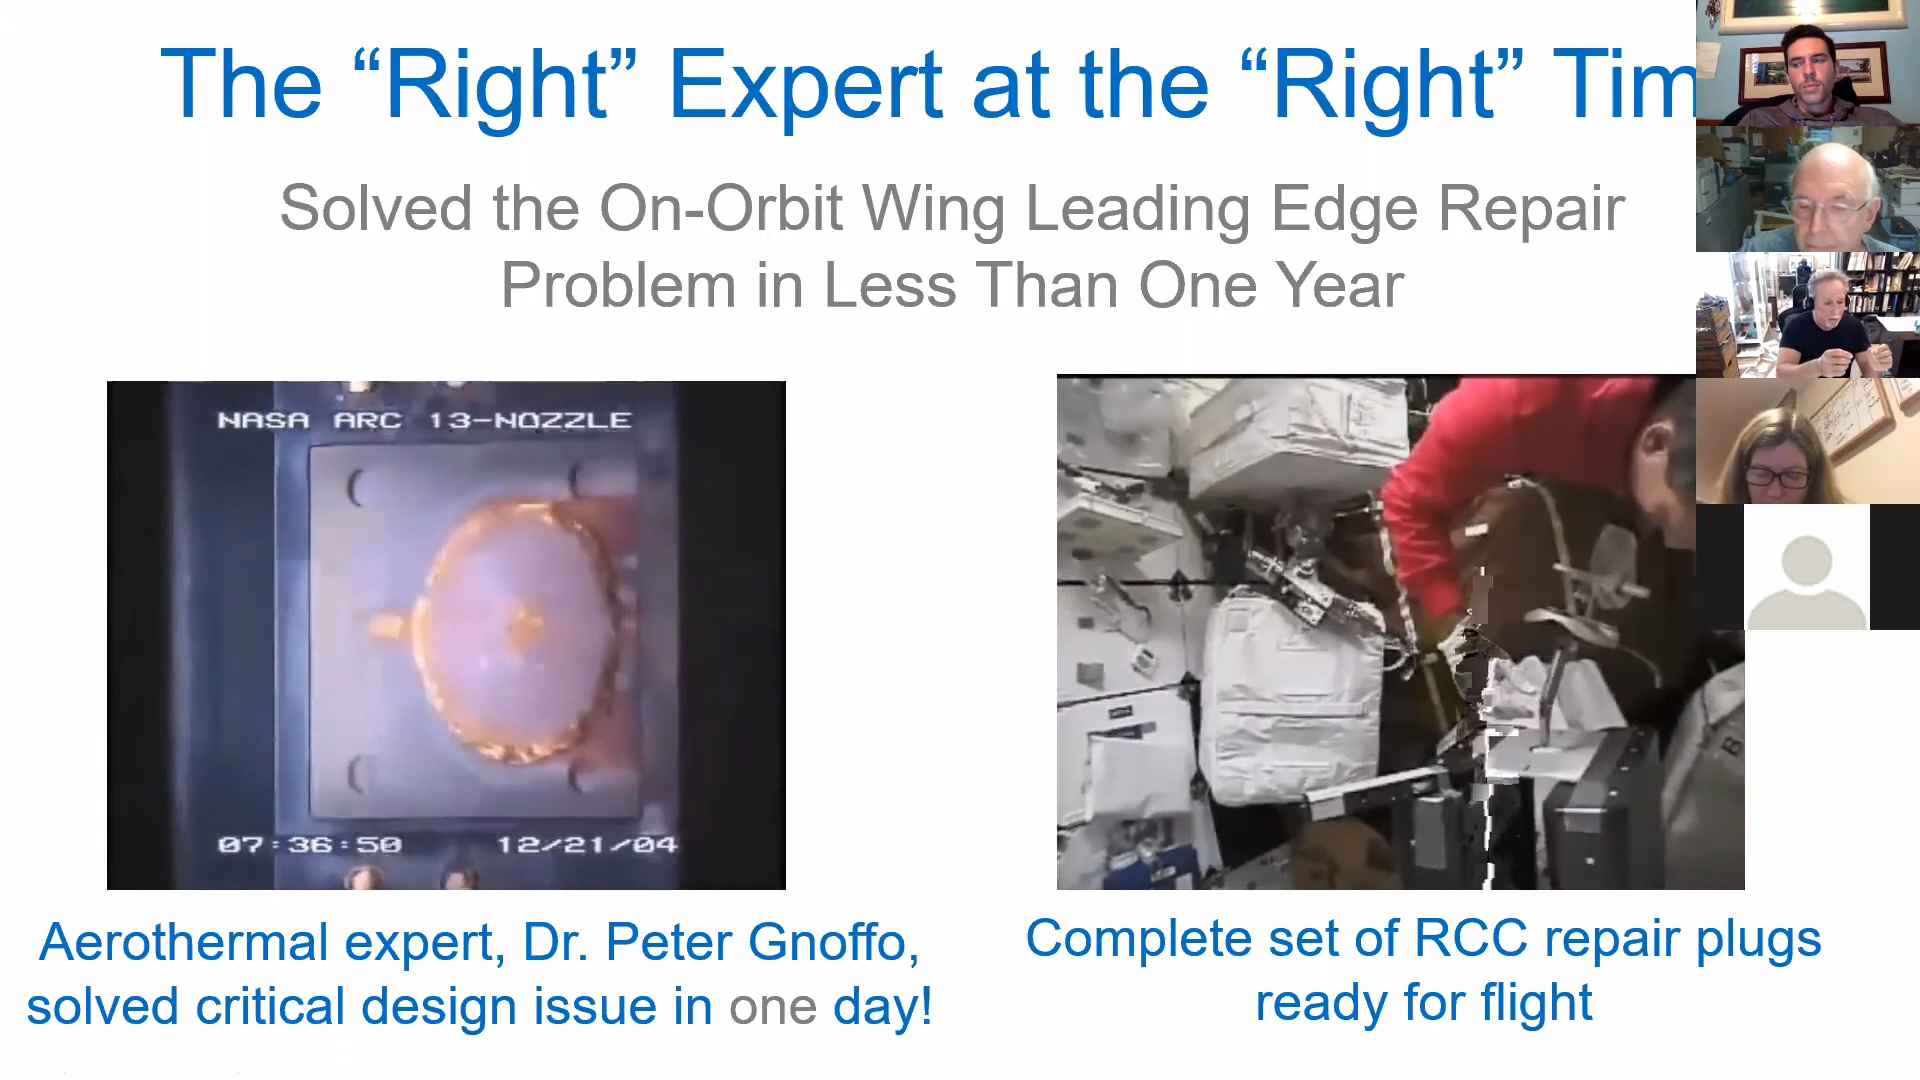 The “Right” Expert at the “Right” Tim
Solved the On-Orbit Wing Leading Edge Repair
Problem in Less Than One Year
NASA ARC 13-NOZZLE
07:36:50 12/21/04
Aerothermal expert, Dr. Peter Gnoffo,
solved critical design issue in one day!
B
Complete set of RCC repair plugs
ready for flight